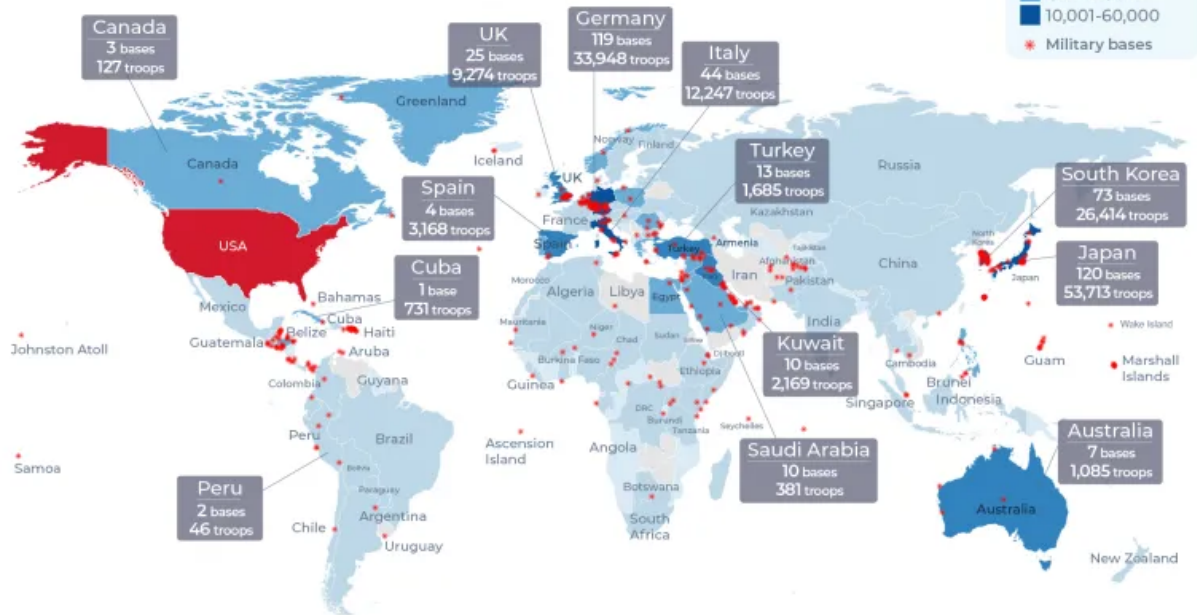 10,001-60,000
Military bases
Canada
3 bases
127 troops
UK
25 bases
9,274 troops
Germany
119 bases
33,948 troops
Italy
44 bases
12,247 troops
Turkey
13 bases
1,685 troops
South Korea
73 bases
26,414 troops
Spain
4 bases
3,168 troops
Cuba
1 base
731 troops
Japan
120 bases
53,713 troops
Kuwait
10 bases
2,169 troops
Saudi Arabia
10 bases
381 troops
Australia
7 bases
1,085 troops
Peru
2 bases
46 troops
Greenland
Canada
Iceland
Norway
Finland
Russia
UK
France
Spain
Kazakhstan
USA
Turkey
Armenia
Tajikistan
Afghanistan
North
Korea
China
Japan
Iran
Pakistan
Morocco
Algeria
Libya
Egypt
Mexico
Bahamas
Cuba
Haiti
Belize
Guatemala
Aruba
Johnston Atoll
Mauritania
Niger
Chad
Sudan
India
Wake Island
Burkina Faso
Djibouti
Ethiopia
Cambodia
Guam
Marshall
Islands
Colombia
Guyana
Guinea
Brunei
Singapore
Indonesia
DRC
Burundi
Tanzania
Seychelles
Peru
Brazil
Ascension
Island
Angola
Samoa
Bolivia
Paraguay
Botswana
Argentina
Chile
Uruguay
South
Africa
Australia
New Zealand